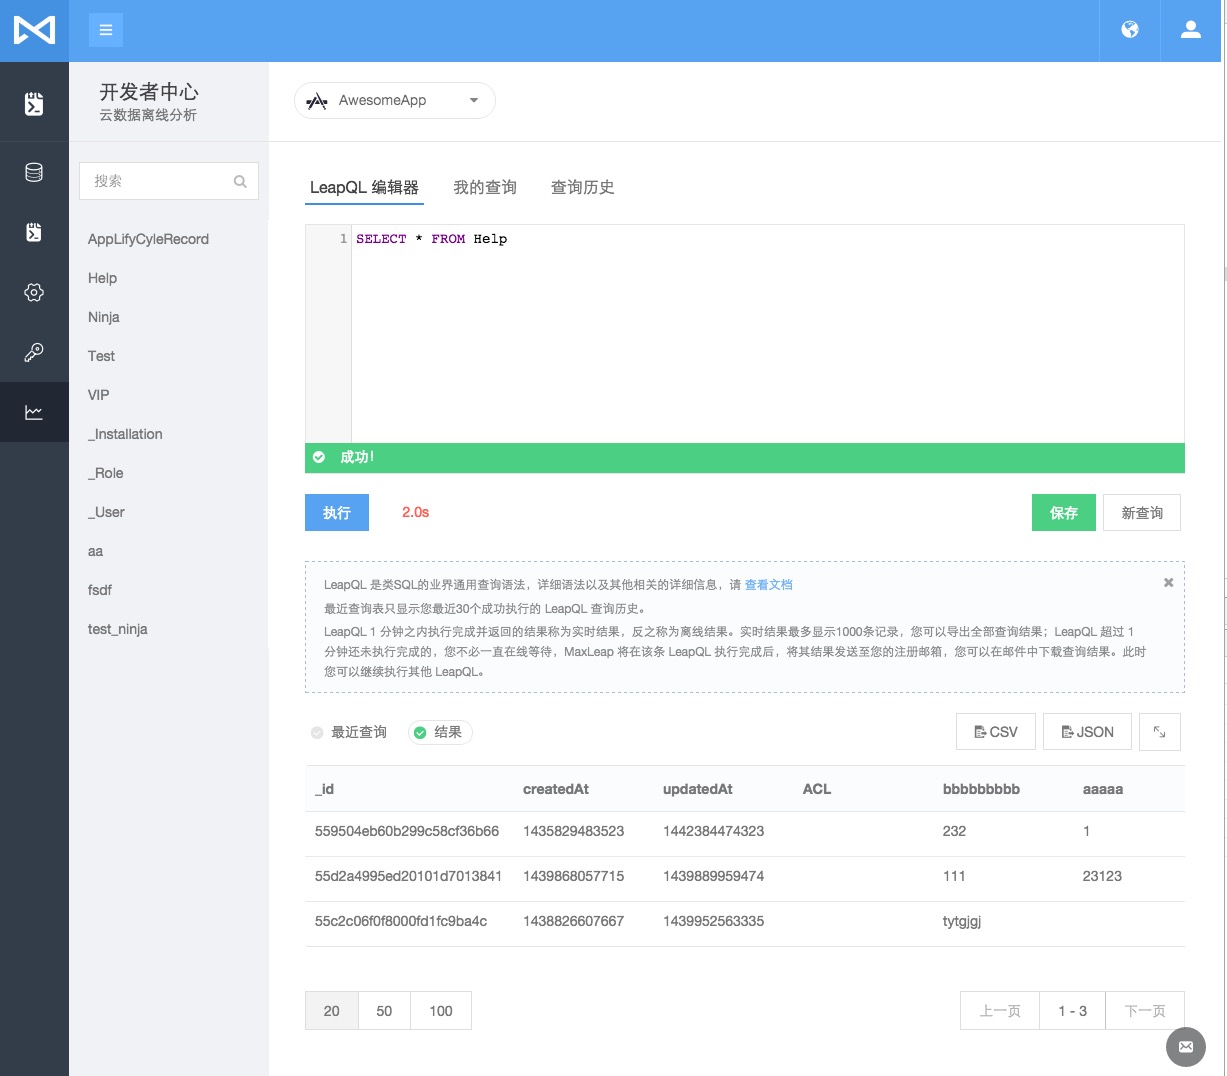 开发者中心
云数据离线分析
AwesomeApp
搜索
AppLifyCyleRecord
Help
Ninja
Test
VIP
_Installation
_Role
_User
aa
fsdf
test_ninja
LeapQL 编辑器 我的查询 查询历史
1 SELECT * FROM Help
成功!
执行 2.0s 保存 新查询
LeapQL 是类SQL的业界通用查询语法，详细语法以及其他相关的详细信息，请 查看文档
最近查询表只显示您最近30个成功执行的 LeapQL 查询历史。
LeapQL 1 分钟之内执行完成并返回的结果称为实时结果，反之称为离线结果。实时结果最多显示1000条记录，您可以导出全部查询结果；LeapQL 超过 1
分钟还未执行完成的，您不必一直在线等待，MaxLeap 将在该条 LeapQL 执行完成后，将其结果发送至您的注册邮箱，您可以在邮件中下载查询结果。此时
您可以继续执行其他 LeapQL。
最近查询 结果 CSV JSON
_id createdAt updatedAt ACL bbbbbbbbb aaaaa
559504eb60b299c58cf36b66 1435829483523 1442384474323 232 1
55d2a4995ed20101d7013841 1439868057715 1439889959474 111 23123
55c2c06f0f8000fd1fc9ba4c 1438826607667 1439952563335 tytgjgj
20 50 100 上一页 1 - 3 下一页